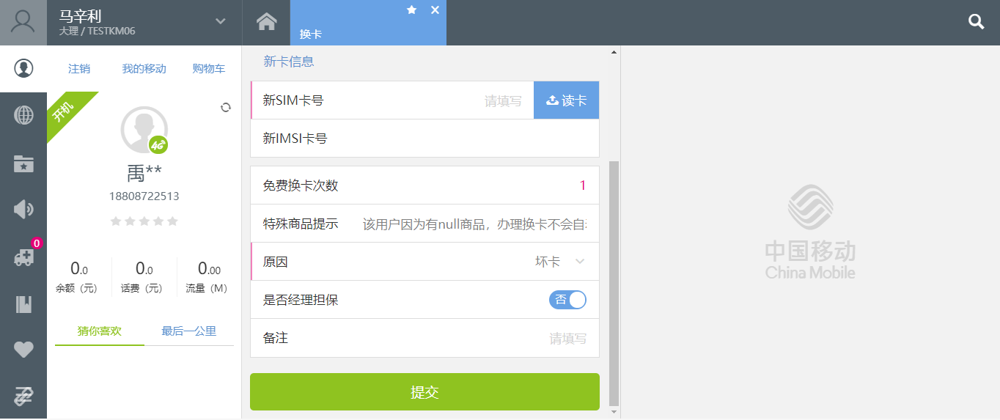 马辛利
大理 / TESTKM06
换卡
注销
我的移动
购物车
开机
4G
禹**
18808722513
0
0.0
余额（元）
0.0
话费（元）
0.00
流量（M）
猜你喜欢
最后一公里
新卡信息
新SIM卡号
请填写
读卡
新IMSI卡号
免费换卡次数
1
特殊商品提示
该用户因为有null商品，办理换卡不会自
原因
坏卡
是否经理担保
否
备注
请填写
提交
中国移动
China Mobile